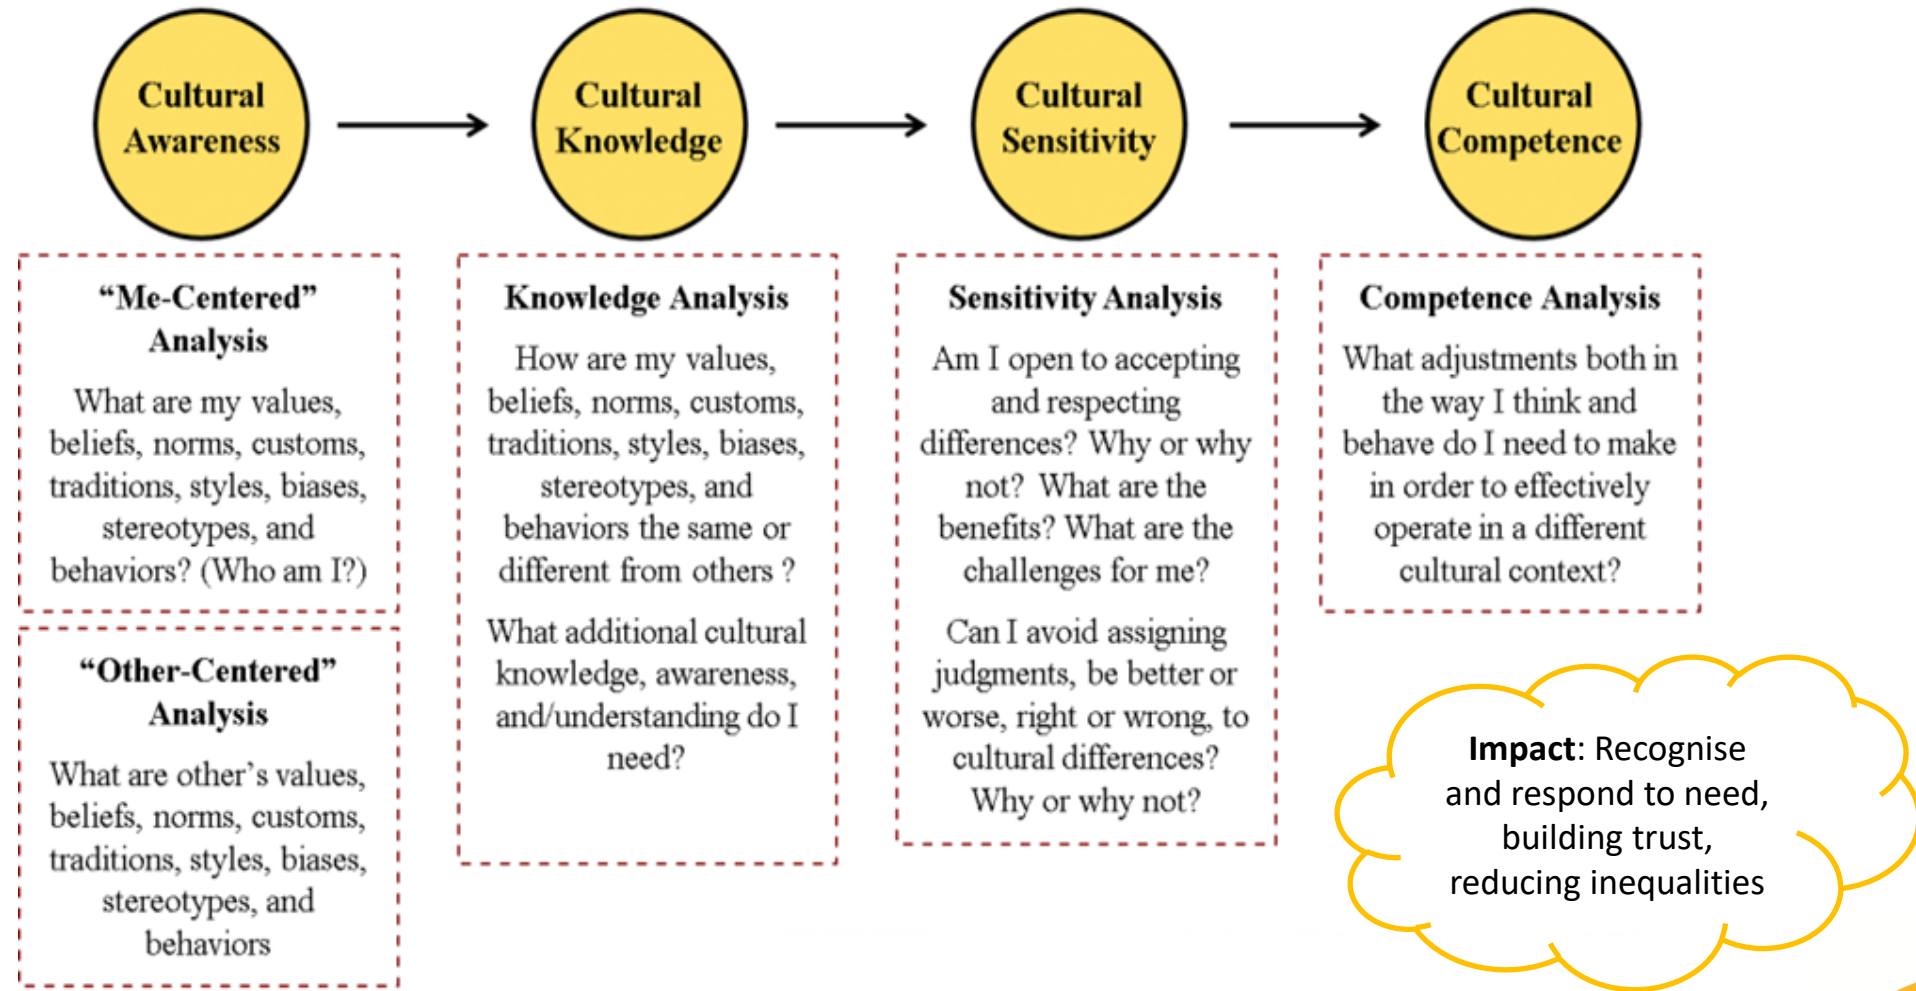 Cultural
Awareness
Cultural
Knowledge
Cultural
Sensitivity
Cultural
Competence
“Me-Centered”
Analysis
What are my values,
beliefs, norms, customs,
traditions, styles, biases,
stereotypes, and
behaviors? (Who am I?)
“Other-Centered”
Analysis
What are other’s values,
beliefs, norms, customs,
traditions, styles, biases,
stereotypes, and
behaviors
Knowledge Analysis
How are my values,
beliefs, norms, customs,
traditions, styles, biases,
stereotypes, and
behaviors the same or
different from others ?
What additional cultural
knowledge, awareness,
and/understanding do I
need?
Sensitivity Analysis
Am I open to accepting
and respecting
differences? Why or why
not? What are the
benefits? What are the
challenges for me?
Can I avoid assigning
judgments, be better or
worse, right or wrong, to
cultural differences?
Why or why not?
Competence Analysis
What adjustments both in
the way I think and
behave do I need to make
in order to effectively
operate in a different
cultural context?
Impact: Recognise
and respond to need,
building trust,
reducing inequalities